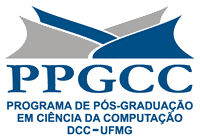 PPGCC
PROGRAMA DE PÓS-GRADUAÇÃO
EM CIÊNCIA DA COMPUTAÇÃO
DCC-UFMG